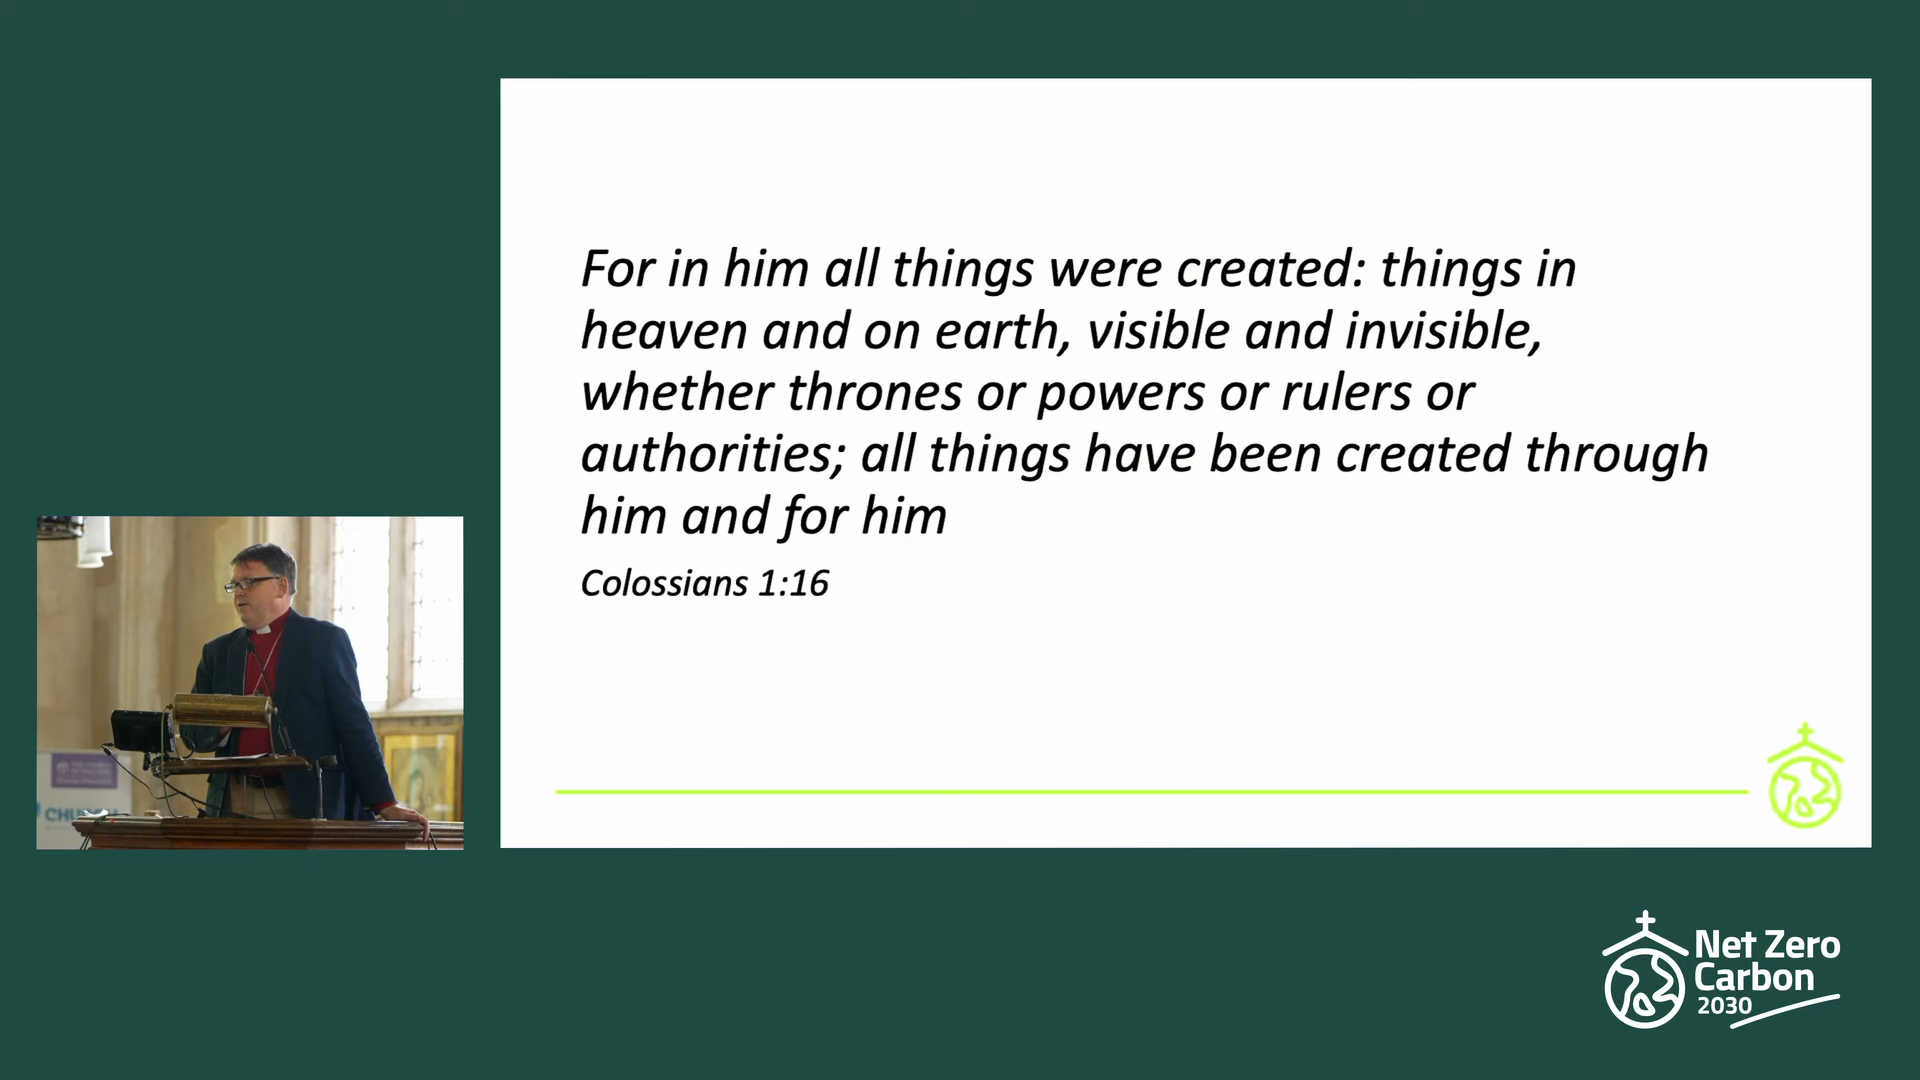 For in him all things were created: things in
heaven and on earth, visible and invisible,
whether thrones or powers or rulers or
authorities; all things have been created through
him and for him
Colossians 1:16
Net Zero
Carbon
2030